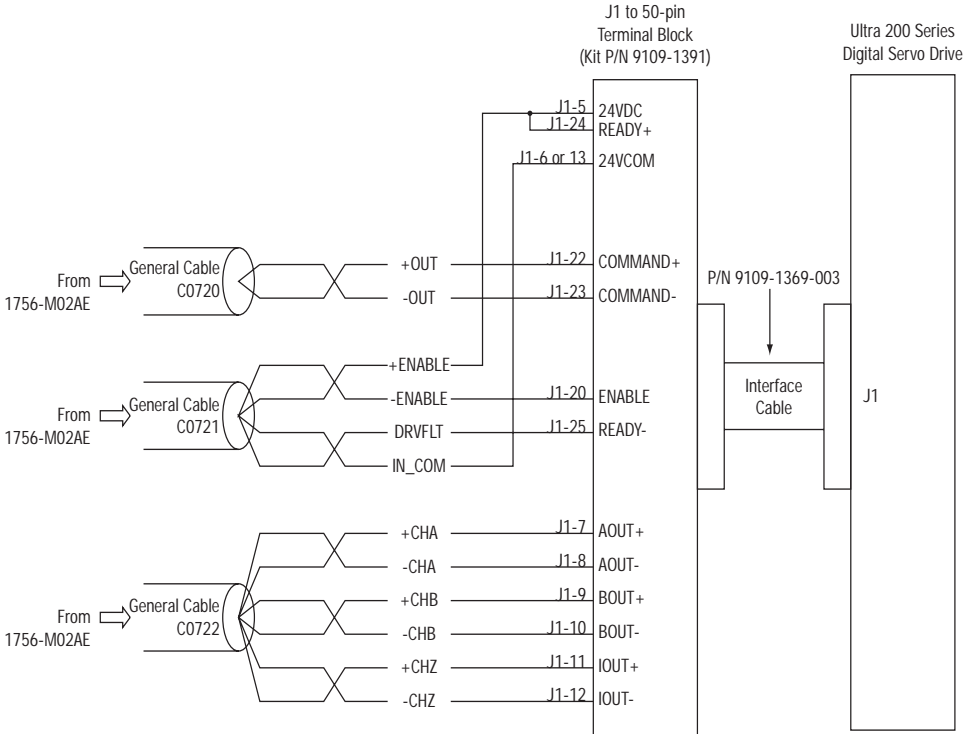 J1 to 50-pin
Terminal Block
(Kit P/N 9109-1391)
Ultra 200 Series
Digital Servo Drive
J1-5 24VDC
J1-24 READY+
J1-6 or 13 24VCOM
From
1756-M02AE
General Cable
C0720
+OUT J1-22 COMMAND+
-OUT J1-23 COMMAND-
P/N 9109-1369-003
Interface
Cable
J1
From
1756-M02AE
General Cable
C0721
+ENABLE
-ENABLE J1-20 ENABLE
DRVFLT J1-25 READY-
IN_COM
From
1756-M02AE
General Cable
C0722
+CHA J1-7 AOUT+
-CHA J1-8 AOUT-
+CHB J1-9 BOUT+
-CHB J1-10 BOUT-
+CHZ J1-11 IOUT+
-CHZ J1-12 IOUT-